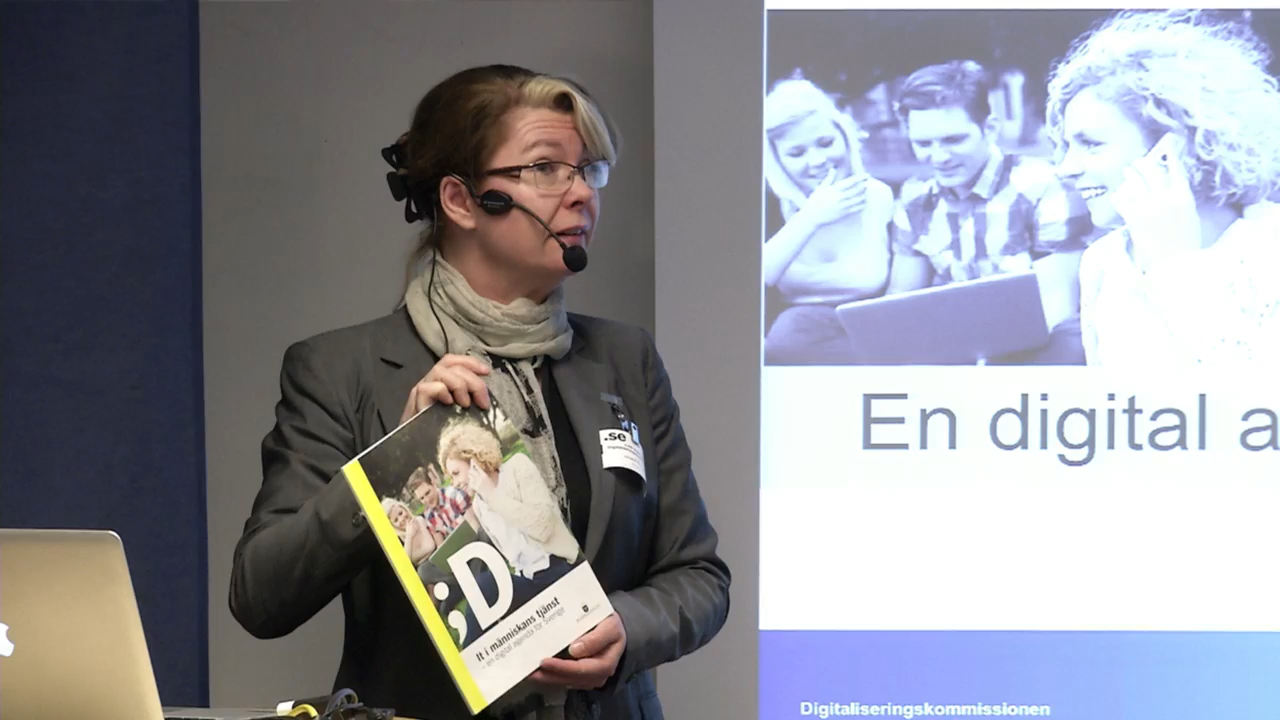 En digital a
.se
;D
It i människans tjänst
– en digital agenda för Sverige
Digitaliseringskommissionen